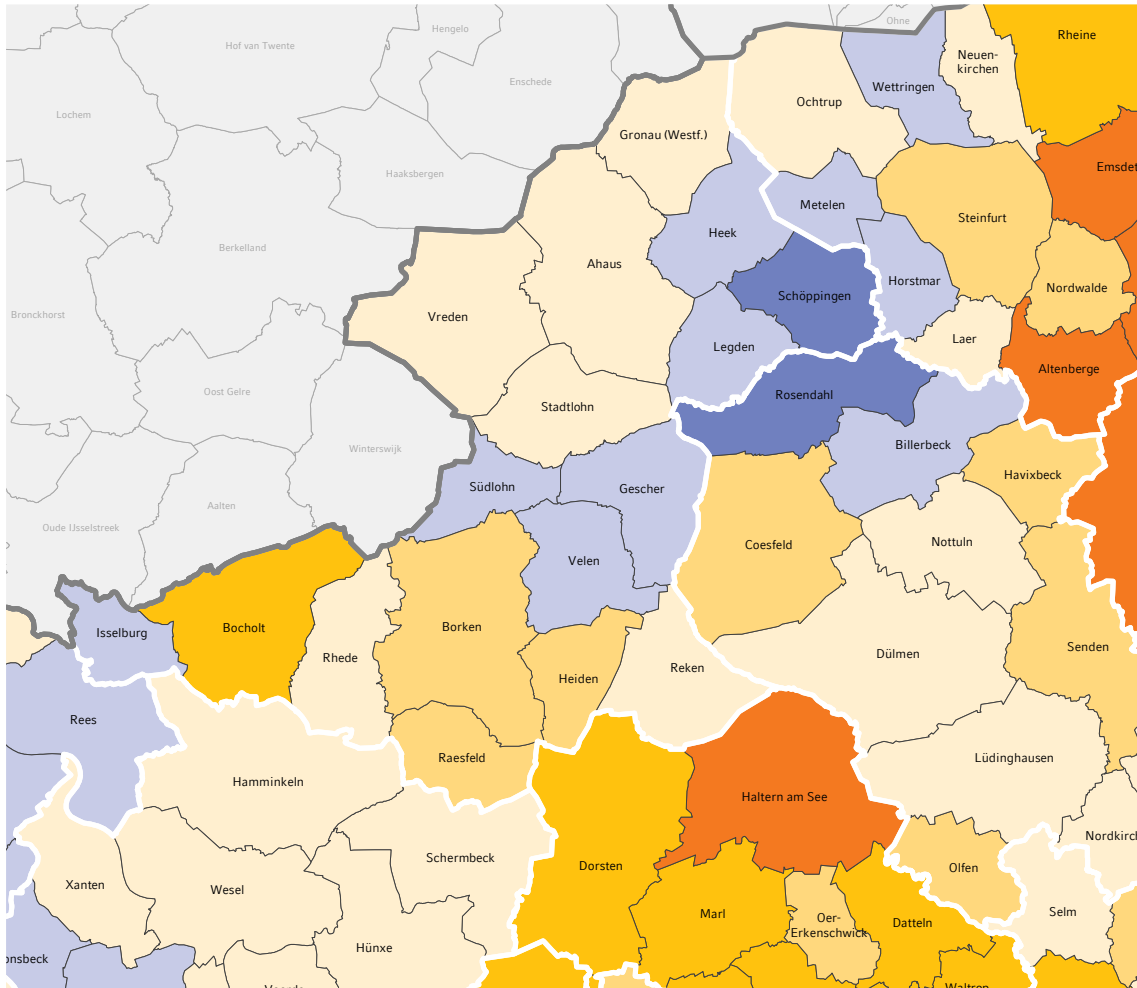 Ohne
Hengelo
Rheine
Hof van Twente
Neuen-
kirchen
Enschede
Wettringen
Ochtrup
Lochem
Gronau (Westf.)
Emsdet
Haaksbergen
Metelen
Steinfurt
Heek
Berkelland
Ahaus
Horstmar
Nordwalde
Schöppingen
Bronckhorst
Vreden
Laer
Legden
Altenberge
Oost Gelre
Rosendahl
Stadtlohn
Billerbeck
Winterswijk
Havixbeck
Südlohn
Gescher
Aalten
Oude IJsselstreek
Nottuln
Coesfeld
Velen
Isselburg
Bocholt
Borken
Senden
Dülmen
Rhede
Reken
Heiden
Rees
Raesfeld
Lüdinghausen
Hamminkeln
Haltern am See
Nordkirch
Schermbeck
Dorsten
Olfen
Xanten
Wesel
Marl
Selm
Oer-
Erkenschwick
Datteln
Hünxe
onsbeck
Voerde
Waltrop